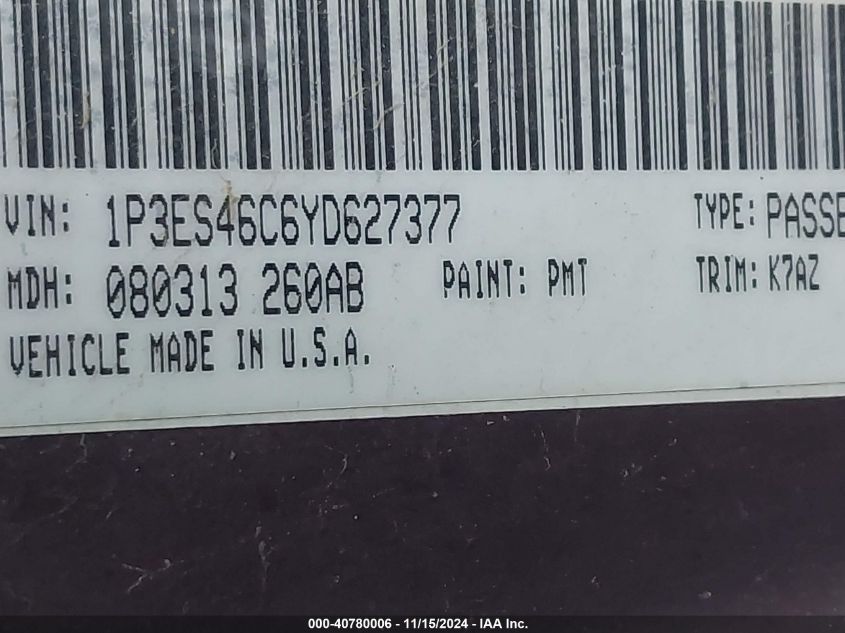 VIN: 1P3ES46C6YD627377 TYPE: PASSE
MDH: 080313 260AB PAINT: PMT TRIM: K7AZ
VEHICLE MADE IN U.S.A.
000-40780006 - 11/15/2024 - IAA Inc.